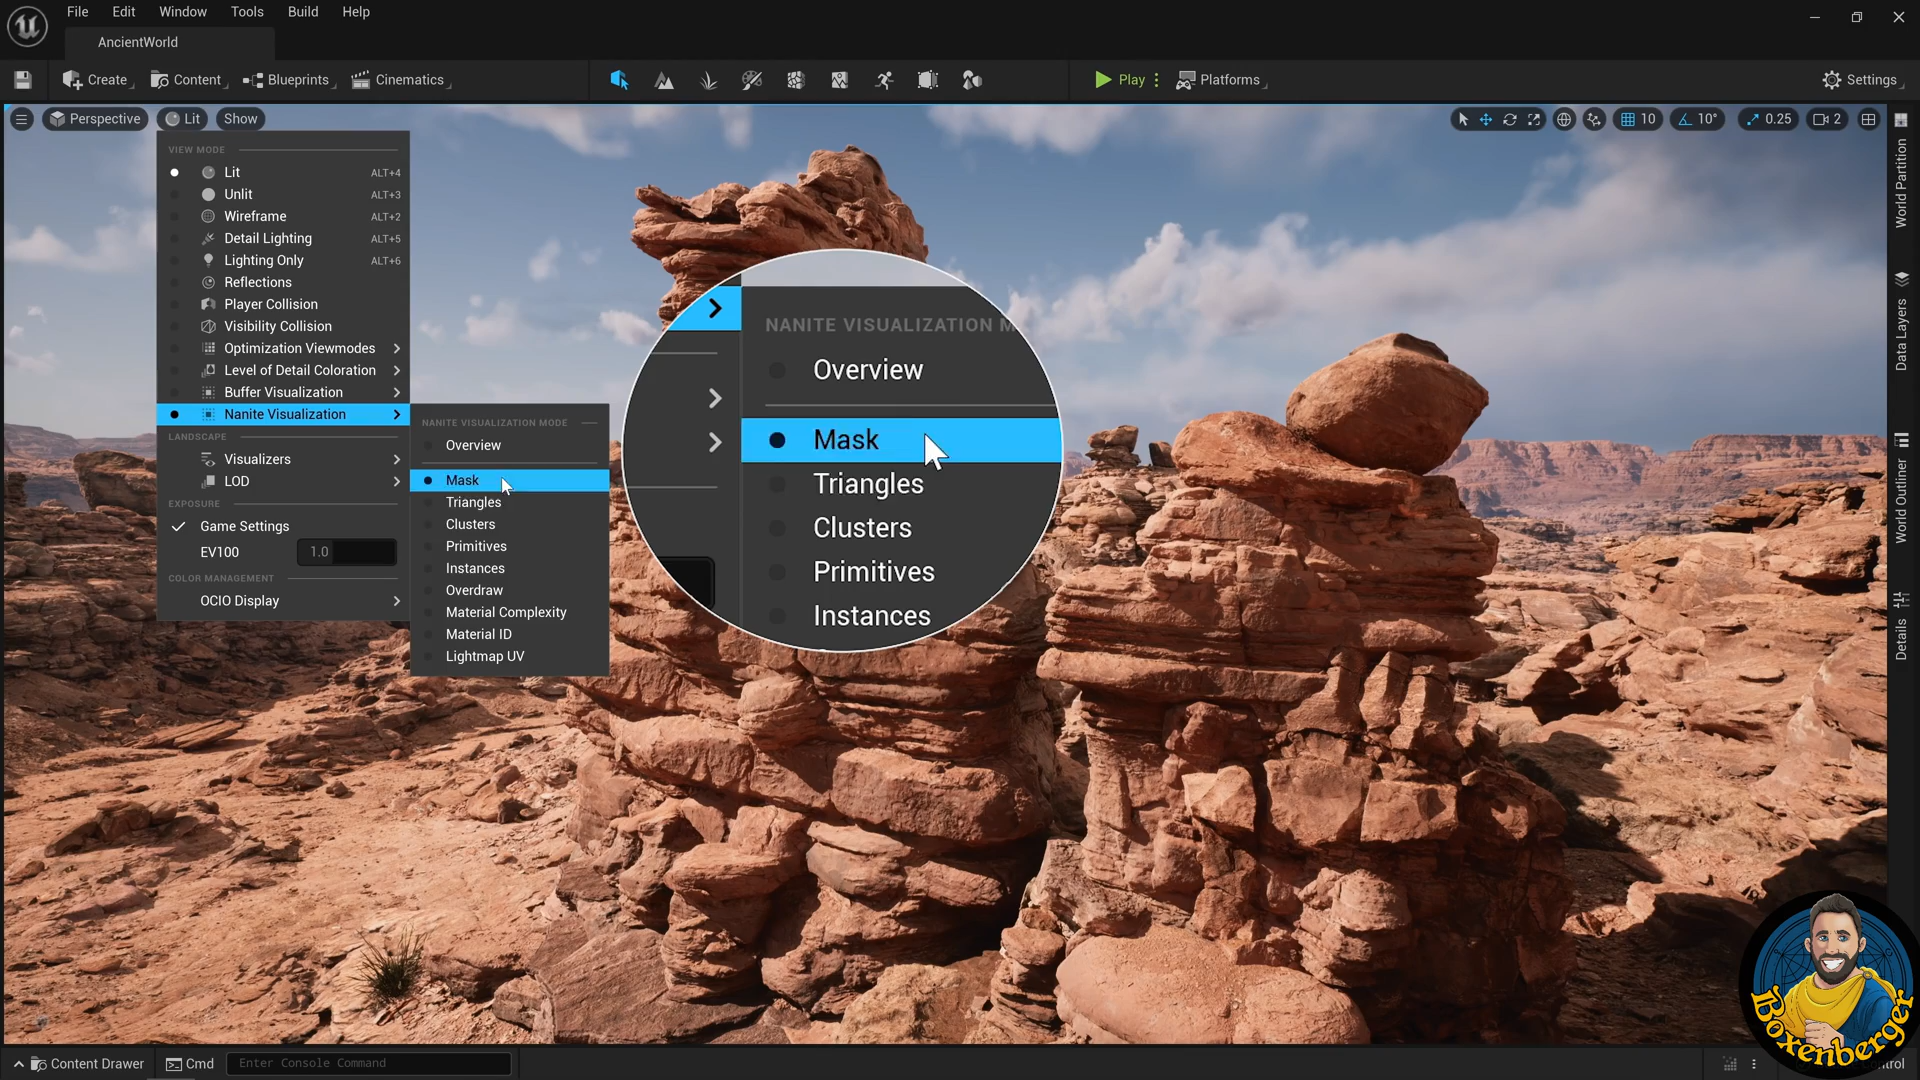 File Edit Window Tools Build Help
AncientWorld
Create Content Blueprints Cinematics Play Platforms Settings
Perspective Lit Show 10 10° 0.25 2
VIEW MODE
Lit ALT+4
Unlit ALT+3
Wireframe ALT+2
Detail Lighting ALT+5
Lighting Only ALT+6
Reflections
Player Collision
Visibility Collision
Optimization Viewmodes
Level of Detail Coloration
Buffer Visualization
Nanite Visualization
LANDSCAPE
Visualizers
LOD
EXPOSURE
Game Settings
EV100 1.0
COLOR MANAGEMENT
OCIO Display
NANITE VISUALIZATION MODE
Overview
Mask
Triangles
Clusters
Primitives
Instances
Overdraw
Material Complexity
Material ID
Lightmap UV
NANITE VISUALIZATION M
Overview
Mask
Triangles
Clusters
Primitives
Instances
World Partition
Data Layers
World Outliner
Details
Boxenberger
Content Drawer Cmd Enter Console Command